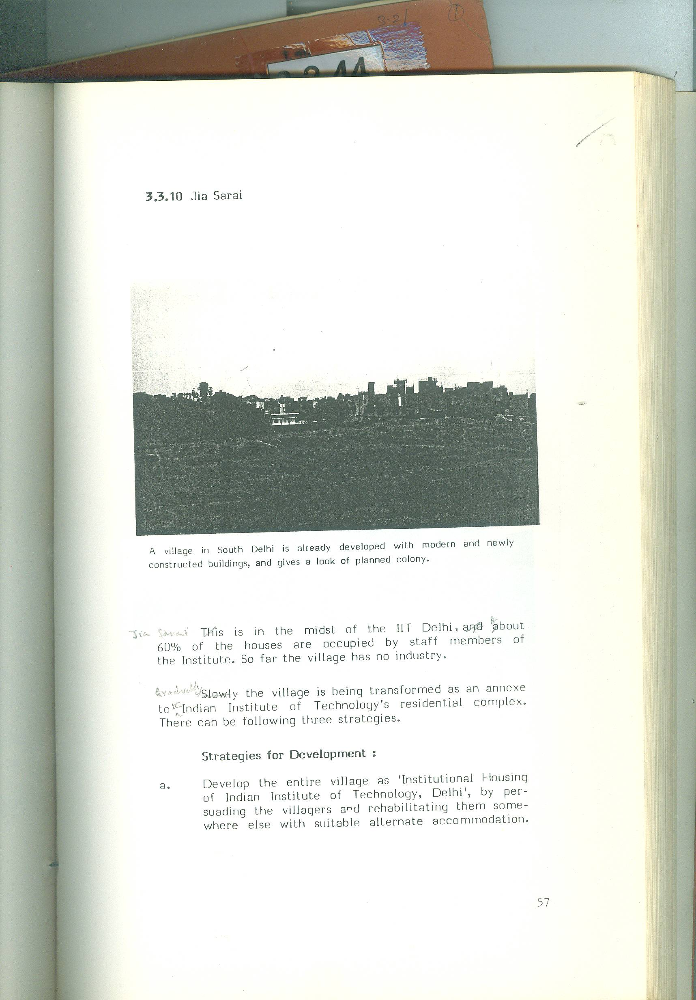 3-21
1
3.3.10 Jia Sarai
A village in South Delhi is already developed with modern and newly
constructed buildings, and gives a look of planned colony.
Jia Sarai This is in the midst of the IIT Delhi, and About
60% of the houses are occupied by staff members of
the Institute. So far the village has no industry.
Gradually Slowly the village is being transformed as an annexe
to the Indian Institute of Technology's residential complex.
There can be following three strategies.
Strategies for Development :
a. Develop the entire village as 'Institutional Housing
of Indian Institute of Technology, Delhi', by per-
suading the villagers and rehabilitating them some-
where else with suitable alternate accommodation.
57